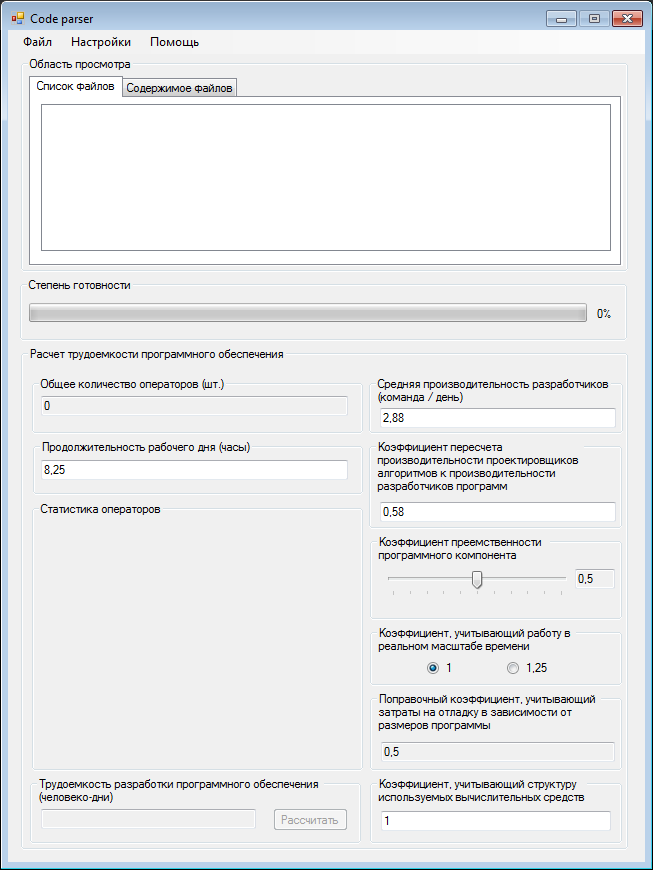 Code parser
Файл Настройки Помощь
Область просмотра
Список файлов Содержимое файлов
Степень готовности
0%
Расчет трудоемкости программного обеспечения
Общее количество операторов (шт.)
0
Продолжительность рабочего дня (часы)
8,25
Статистика операторов
Трудоемкость разработки программного обеспечения
(человеко-дни)
Рассчитать
Средняя производительность разработчиков
(команда / день)
2,88
Коэффициент пересчета
производительности проектировщиков
алгоритмов к производительности
разработчиков программ
0,58
Коэффициент преемственности
программного компонента
0,5
Коэффициент, учитывающий работу в
реальном масштабе времени
1 1,25
Поправочный коэффициент, учитывающий
затраты на отладку в зависимости от
размеров программы
0,5
Коэффициент, учитывающий структуру
используемых вычислительных средств
1